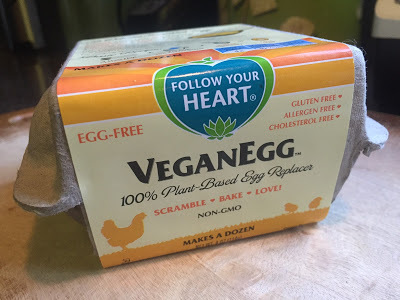 FOLLOW YOUR
HEART®
EGG-FREE
GLUTEN FREE •
ALLERGEN FREE •
CHOLESTEROL FREE •
VEGANEGG™
100% Plant-Based Egg Replacer
SCRAMBLE • BAKE • LOVE!
NON-GMO
MAKES A DOZEN